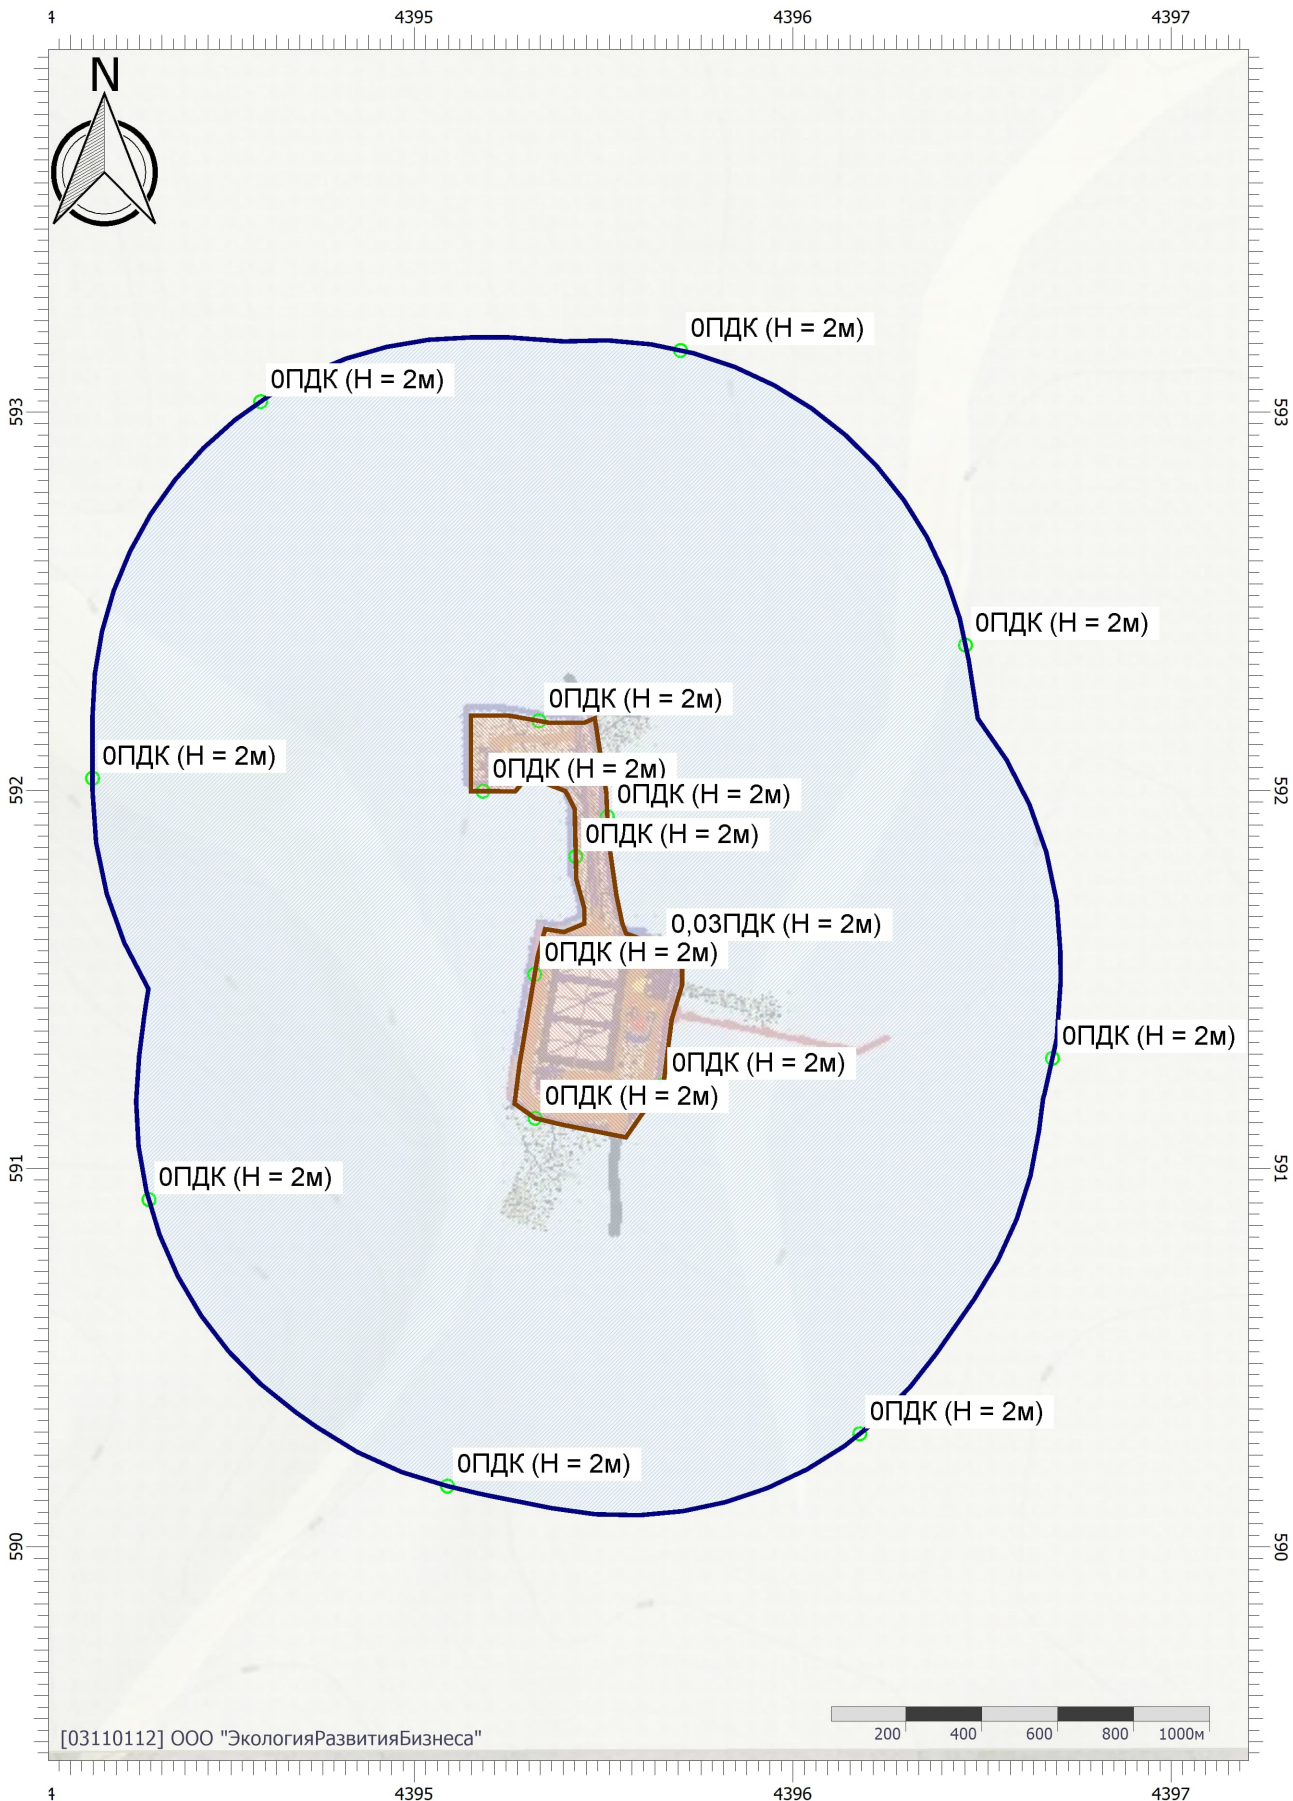 4 4395 4396 4397
N
0ПДК (Н = 2м)
0ПДК (Н = 2м)
593 593
0ПДК (Н = 2м)
0ПДК (Н = 2м)
0ПДК (Н = 2м)
0ПДК (Н = 2м)
592 592
0ПДК (Н = 2м)
0ПДК (Н = 2м)
0,03ПДК (Н = 2м)
0ПДК (Н = 2м)
0ПДК (Н = 2м)
0ПДК (Н = 2м)
0ПДК (Н = 2м)
591 591
0ПДК (Н = 2м)
0ПДК (Н = 2м)
0ПДК (Н = 2м)
590 590
200 400 600 800 1000м
[03110112] ООО "ЭкологияРазвитияБизнеса"
4 4395 4396 4397